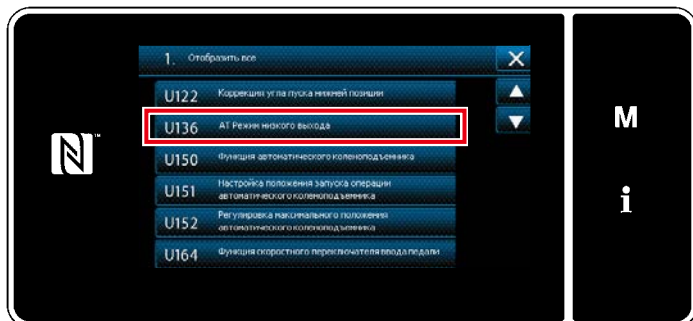 1. Отобразить все X
U122 Коррекция угла пуска нижней позиции
U136 АТ Режим низкого выхода
M
N
U150 Функция автоматического коленоподъемника
U151 Настройка положения запуска операции
автоматического коленоподъемника
i
U152 Регулировка максимального положения
автоматического коленоподъемника
U164 Функция скоростного переключателя ввода педали